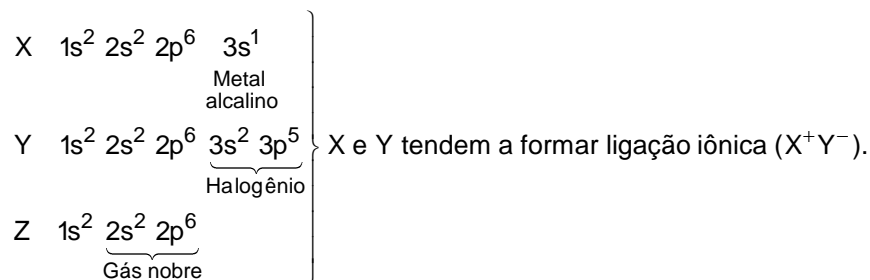 X 1s² 2s² 2p⁶ 3s¹
Metal
alcalino
Y 1s² 2s² 2p⁶ 3s² 3p⁵ X e Y tendem a formar ligação iônica (X⁺Y⁻).
Halogênio
Z 1s² 2s² 2p⁶
Gás nobre